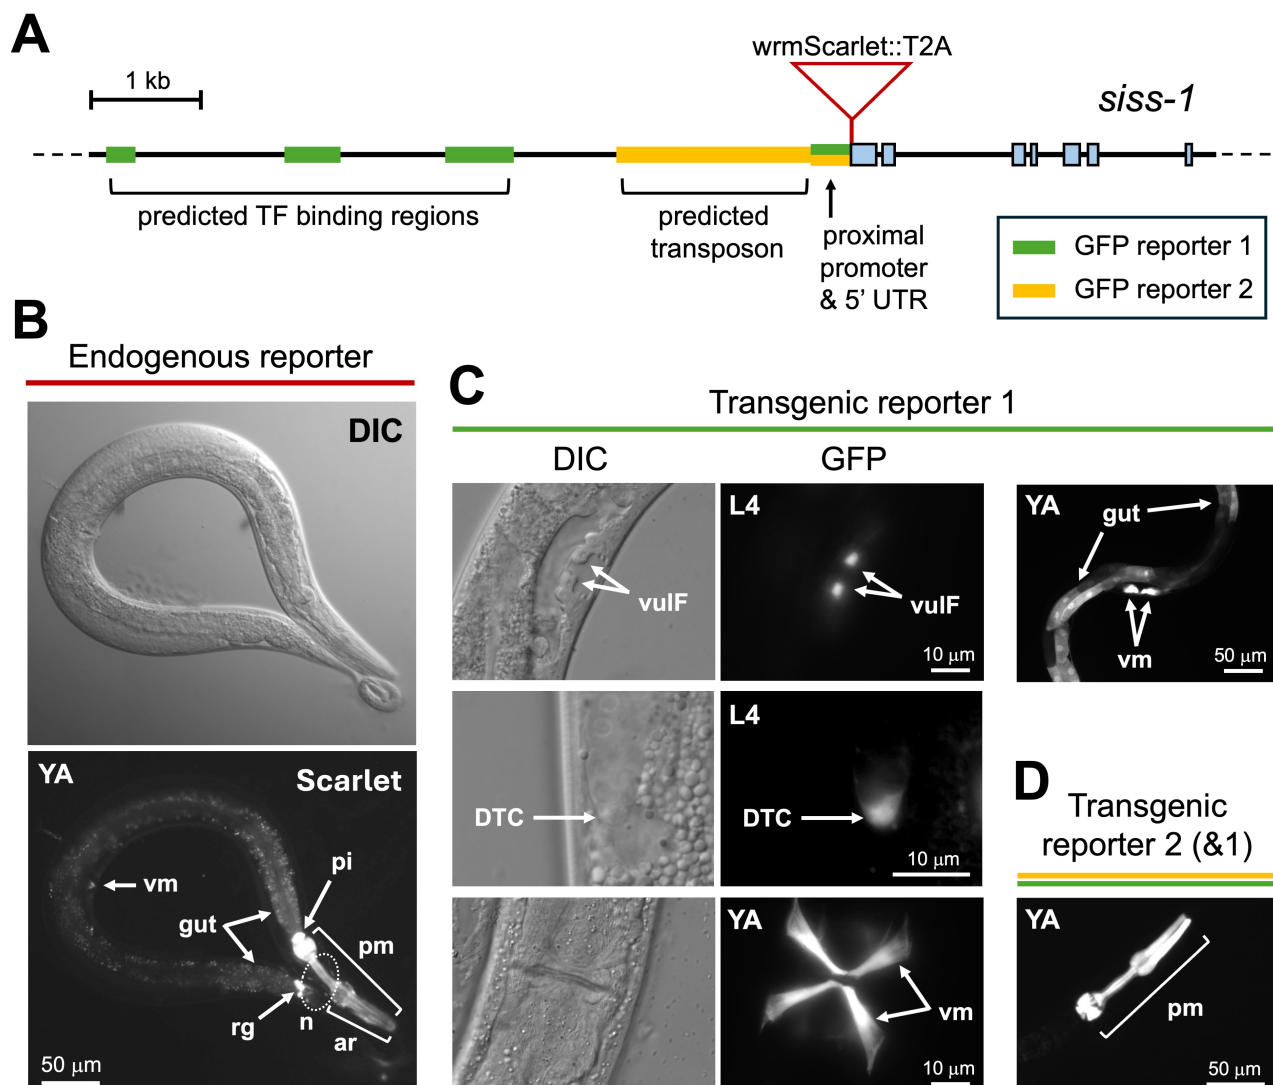 A
wrmScarlet::T2A
1 kb
siss-1
predicted TF binding regions
predicted
transposon
proximal
promoter
& 5’ UTR
GFP reporter 1
GFP reporter 2
B
Endogenous reporter
DIC
YA
Scarlet
vm
pi
gut
pm
rg
n
ar
50 μm
C
Transgenic reporter 1
DIC
GFP
vulF
L4
vulF
10 μm
YA
gut
vm
50 μm
DTC
L4
DTC
10 μm
YA
vm
10 μm
D
Transgenic
reporter 2 (&1)
YA
pm
50 μm